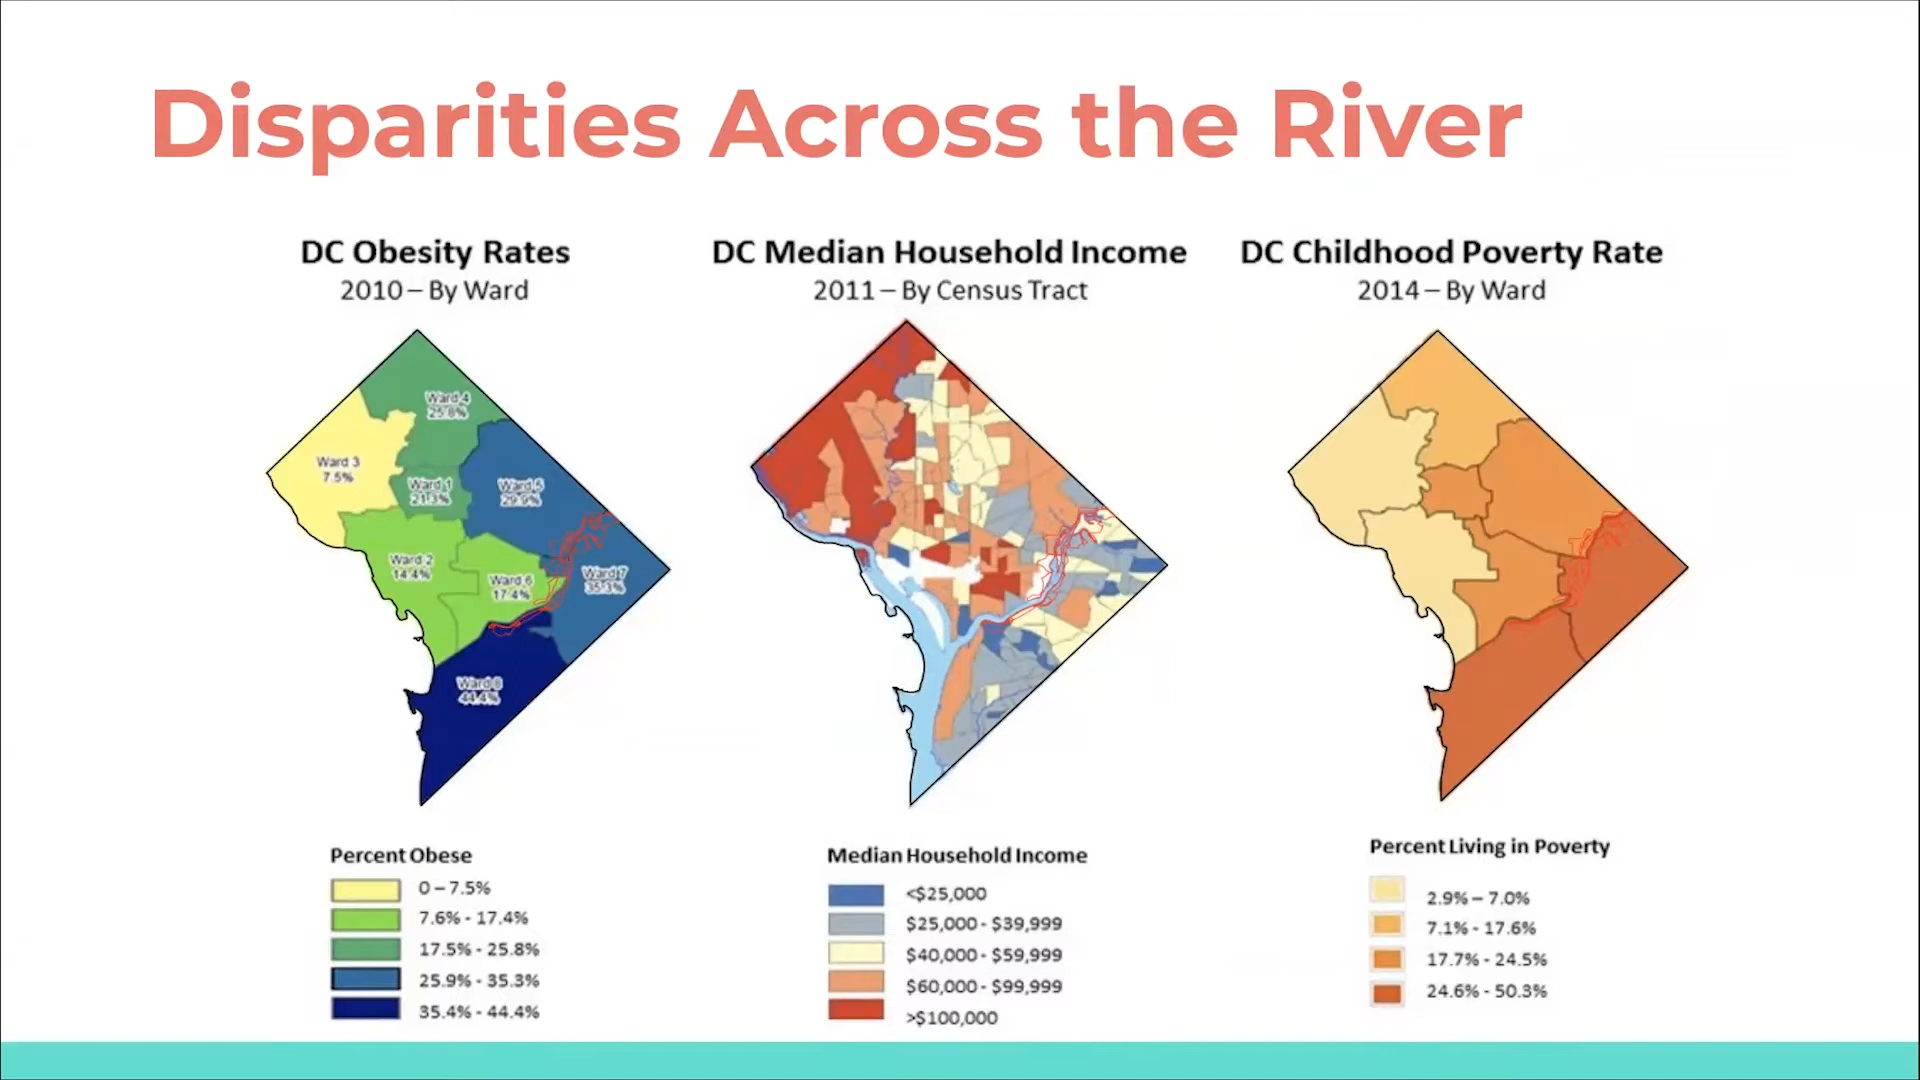 Disparities Across the River
DC Obesity Rates
2010 – By Ward
Ward 4
25.8%
Ward 3
7.5%
Ward 1
21.3%
Ward 5
29.9%
Ward 2
14.4%
Ward 6
17.4%
Ward 7
35.3%
Ward 8
44.4%
Percent Obese
0 – 7.5%
7.6% - 17.4%
17.5% - 25.8%
25.9% - 35.3%
35.4% - 44.4%
DC Median Household Income
2011 – By Census Tract
Median Household Income
<$25,000
$25,000 - $39,999
$40,000 - $59,999
$60,000 - $99,999
>$100,000
DC Childhood Poverty Rate
2014 – By Ward
Percent Living in Poverty
2.9% – 7.0%
7.1% - 17.6%
17.7% - 24.5%
24.6% - 50.3%